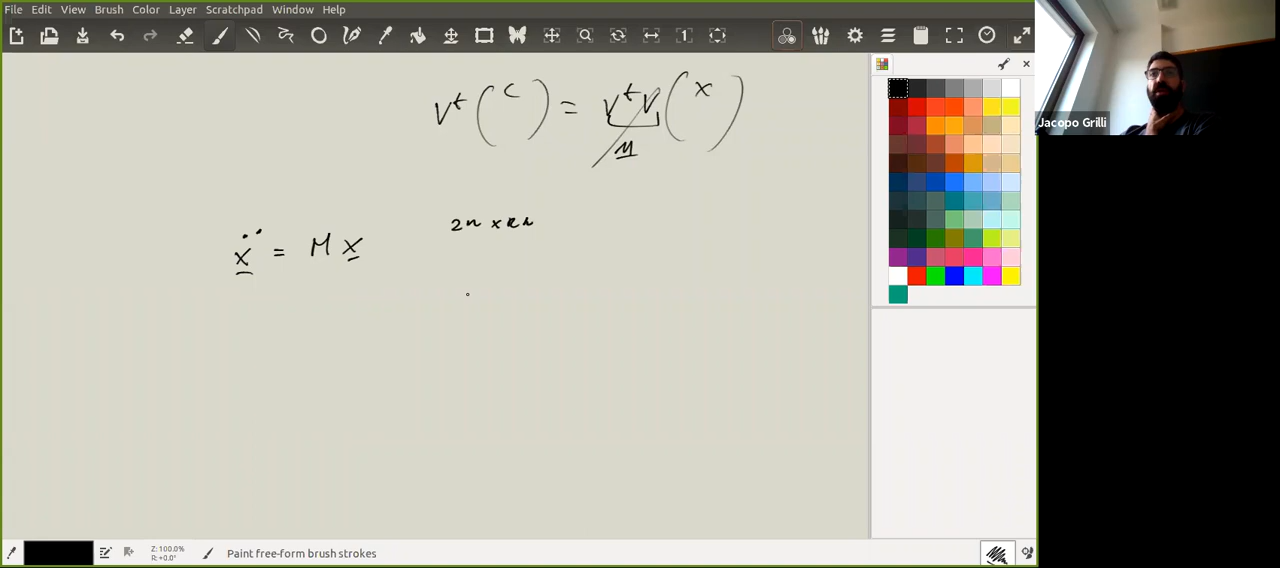 File Edit View Brush Color Layer Scratchpad Window Help
Jacopo Grilli
V^t ( c ) = V^t V ( x )
M
2n x 2n
ẍ = M x
Z: 100.0%
R: +0.0°
Paint free-form brush strokes